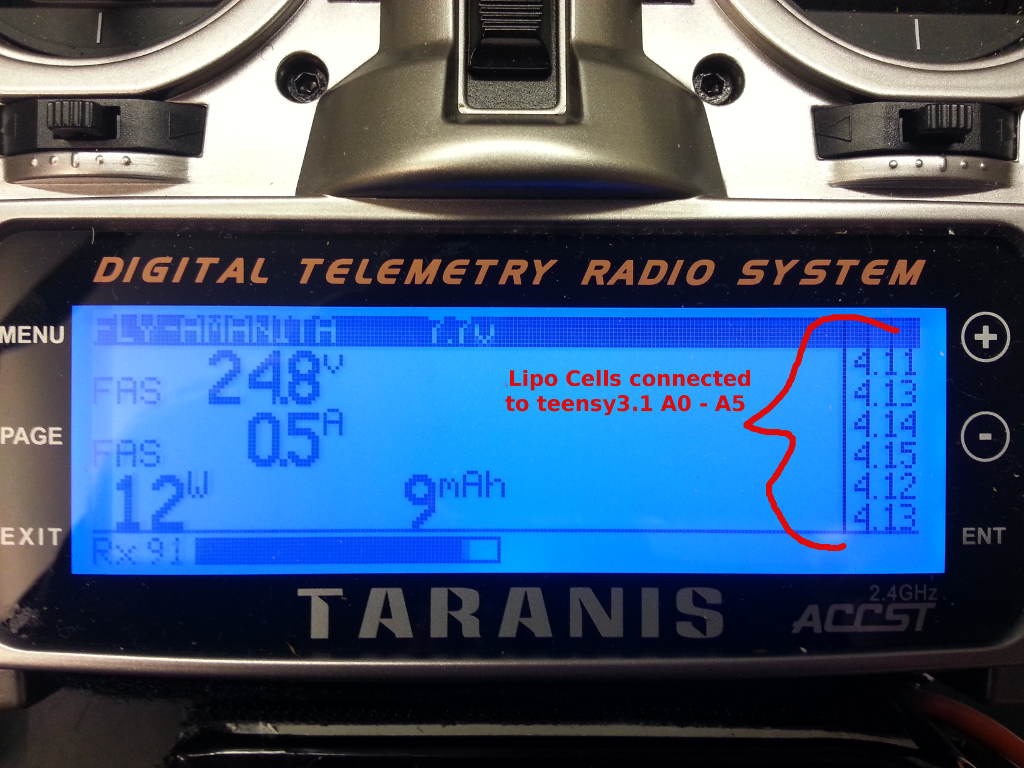 DIGITAL TELEMETRY RADIO SYSTEM
MENU
PAGE
EXIT
FLY-AMANITA 7.7v
FAS 24.8V
FAS 0.5A
12W 9mAh
Rx 91
Lipo Cells connected
to teensy3.1 A0 - A5
4.11
4.13
4.14
4.15
4.12
4.13
+
-
ENT
TARANIS
2.4GHz
ACCST